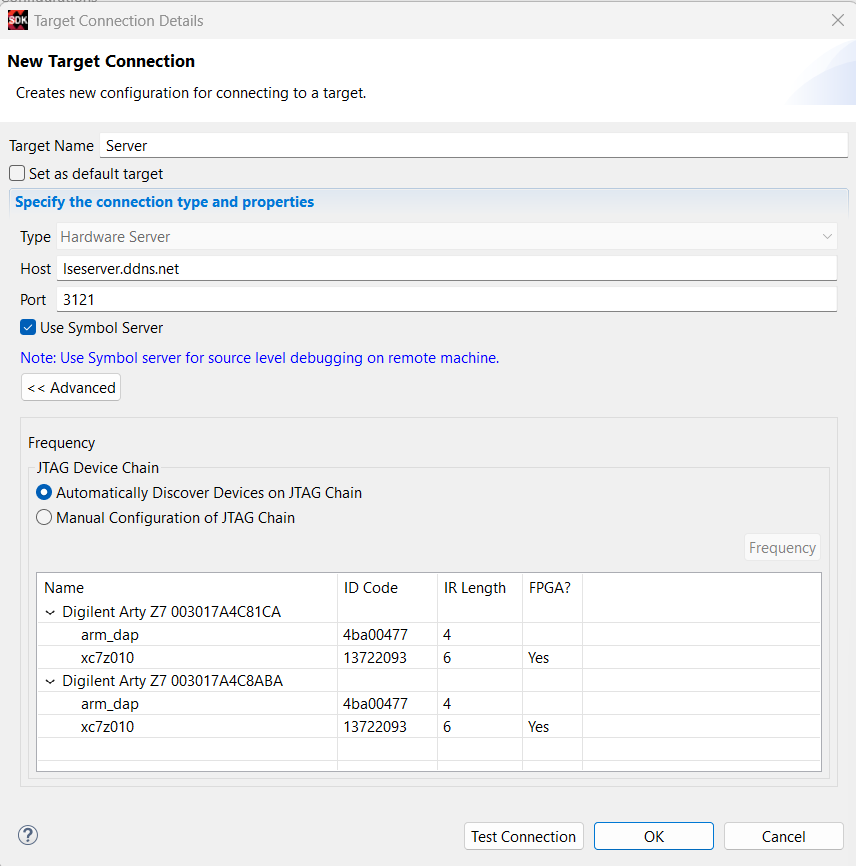 SDK Target Connection Details
New Target Connection
Creates new configuration for connecting to a target.
Target Name Server
Set as default target
Specify the connection type and properties
Type Hardware Server
Host lseserver.ddns.net
Port 3121
Use Symbol Server
Note: Use Symbol server for source level debugging on remote machine.
<< Advanced
Frequency
JTAG Device Chain
Automatically Discover Devices on JTAG Chain
Manual Configuration of JTAG Chain
Frequency
Name ID Code IR Length FPGA?
Digilent Arty Z7 003017A4C81CA
arm_dap 4ba00477 4
xc7z010 13722093 6 Yes
Digilent Arty Z7 003017A4C8ABA
arm_dap 4ba00477 4
xc7z010 13722093 6 Yes
? Test Connection OK Cancel